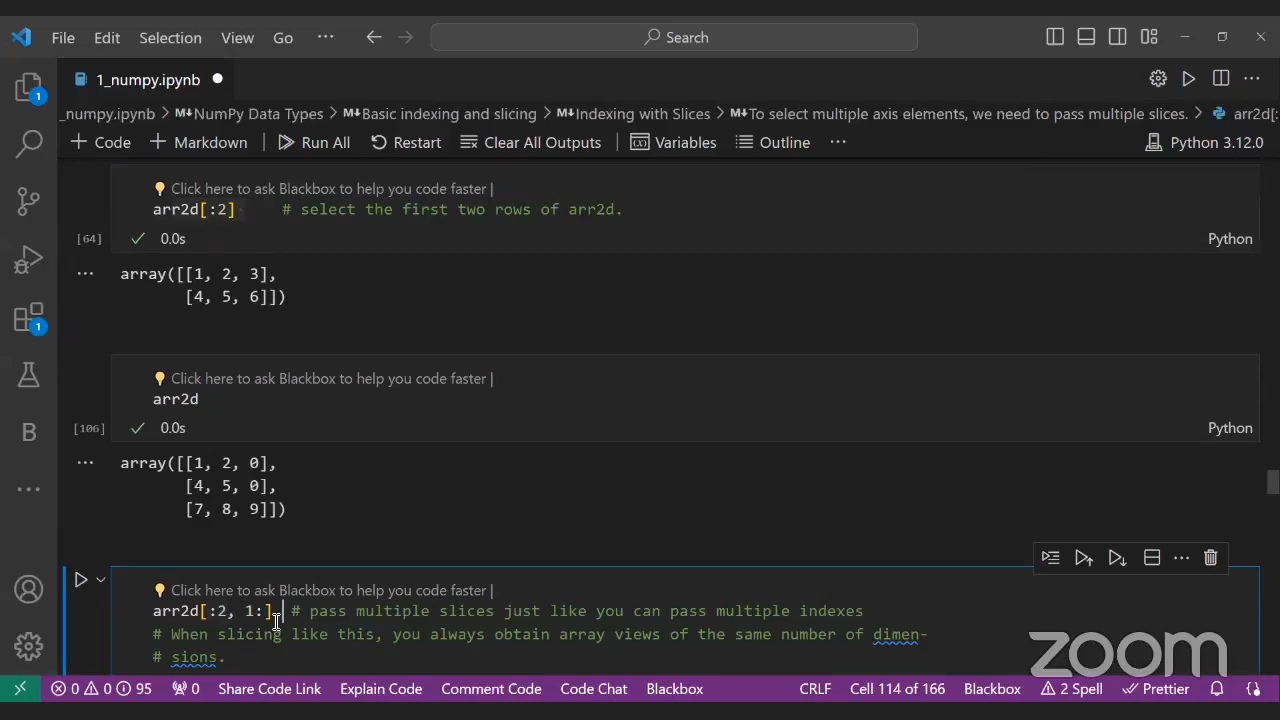 File Edit Selection View Go ··· Search
1_numpy.ipynb
_numpy.ipynb > M↓NumPy Data Types > M↓Basic indexing and slicing > M↓Indexing with Slices > M↓To select multiple axis elements, we need to pass multiple slices. > arr2d[:
+ Code + Markdown Run All Restart Clear All Outputs Variables Outline ··· Python 3.12.0
Click here to ask Blackbox to help you code faster |
arr2d[:2] # select the first two rows of arr2d.
[64] 0.0s Python
··· array([[1, 2, 3],
[4, 5, 6]])
Click here to ask Blackbox to help you code faster |
arr2d
[106] 0.0s Python
··· array([[1, 2, 0],
[4, 5, 0],
[7, 8, 9]])
Click here to ask Blackbox to help you code faster |
arr2d[:2, 1:] # pass multiple slices just like you can pass multiple indexes
# When slicing like this, you always obtain array views of the same number of dimen-
# sions.
zoom
0 0 95 0 Share Code Link Explain Code Comment Code Code Chat Blackbox CRLF Cell 114 of 166 Blackbox 2 Spell Prettier
1
1
B